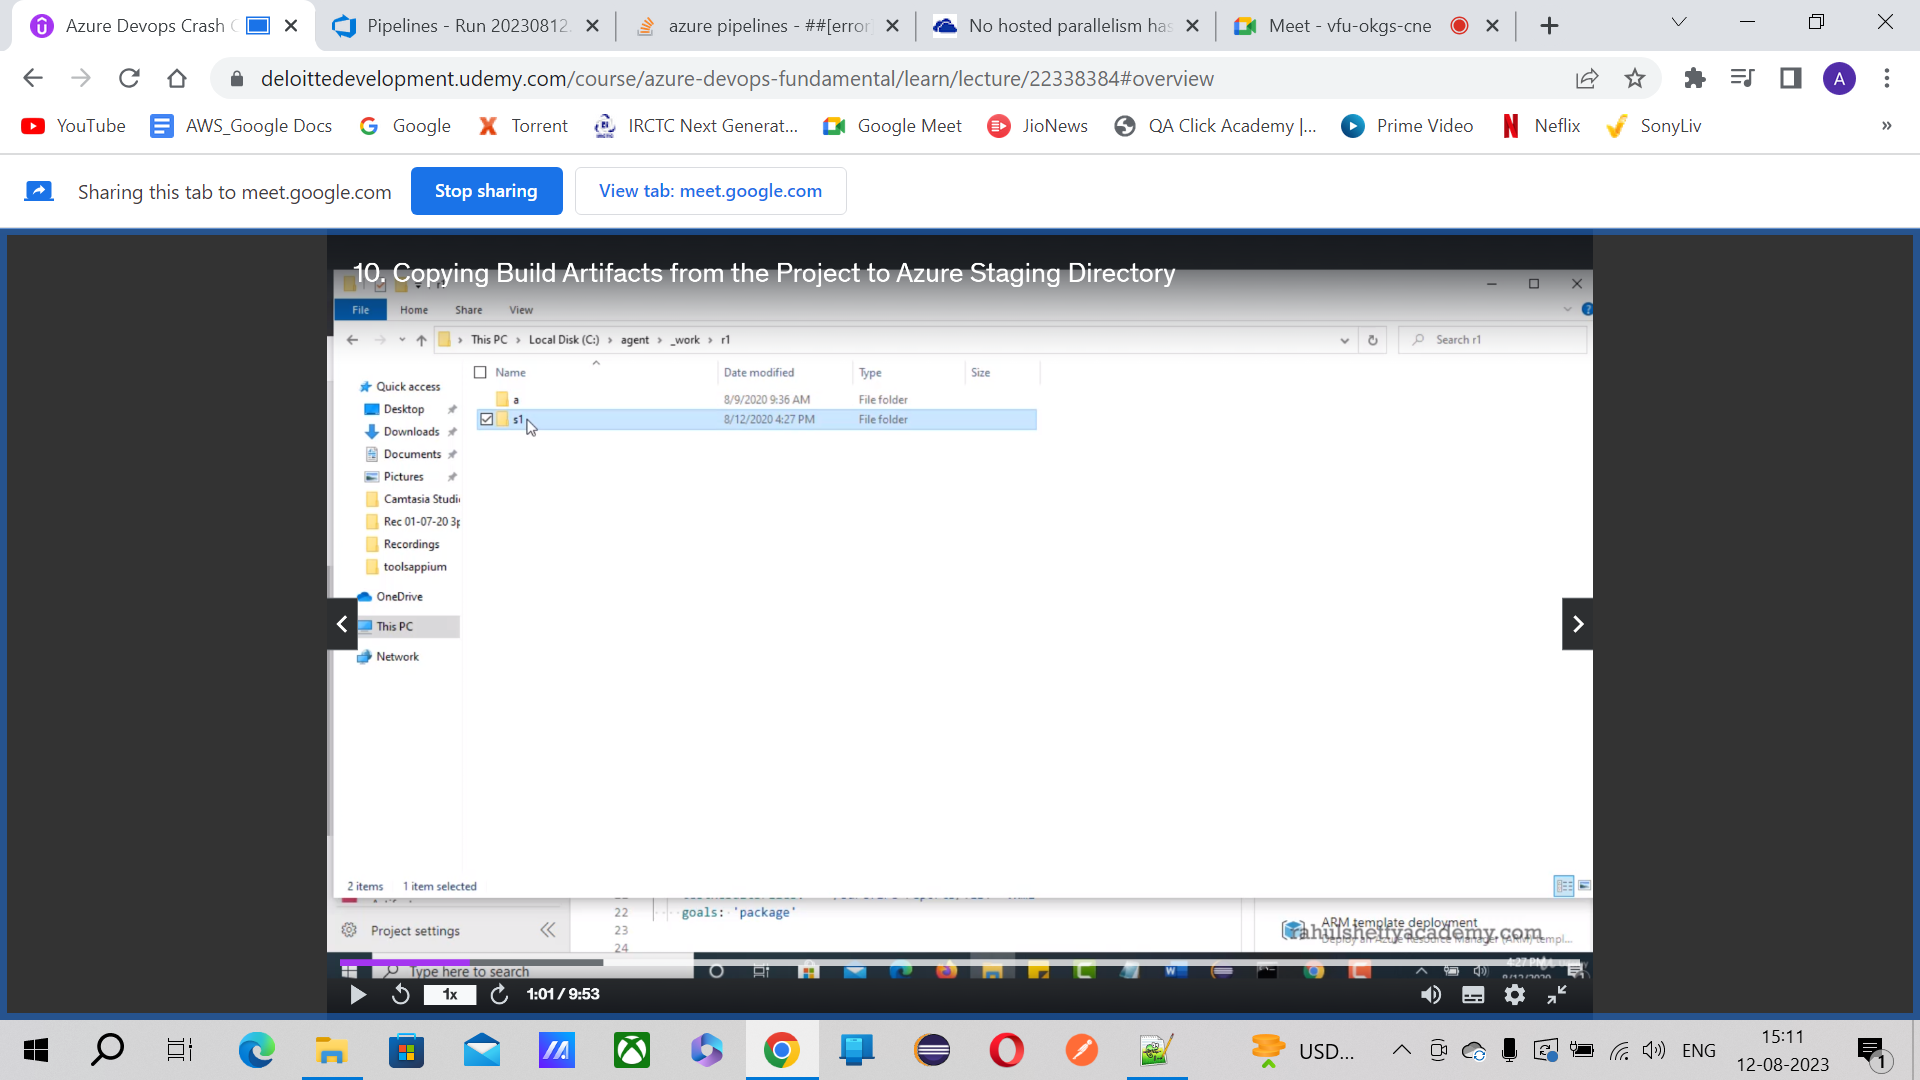 Azure Devops Crash C
Pipelines - Run 20230812.
azure pipelines - ##[error]
No hosted parallelism has
Meet - vfu-okgs-cne
deloittedevelopment.udemy.com/course/azure-devops-fundamental/learn/lecture/22338384#overview
A
YouTube
AWS_Google Docs
Google
Torrent
IRCTC Next Generat...
Google Meet
JioNews
QA Click Academy |...
Prime Video
Neflix
SonyLiv
»
Sharing this tab to meet.google.com
Stop sharing
View tab: meet.google.com
10. Copying Build Artifacts from the Project to Azure Staging Directory
File
Home
Share
View
This PC > Local Disk (C:) > agent > _work > r1
Search r1
Name
Date modified
Type
Size
a
8/9/2020 9:36 AM
File folder
s1
8/12/2020 4:27 PM
File folder
Quick access
Desktop
Downloads
Documents
Pictures
Camtasia Studi
Rec 01-07-20 3p
Recordings
toolsappium
OneDrive
This PC
Network
2 items
1 item selected
22
goals: 'package'
23
24
Project settings
ARM template deployment
rahulshettyacademy.com
Type here to search
4:27 PM
8/12/2020
1x
1:01 / 9:53
USD...
ENG
15:11
12-08-2023
1